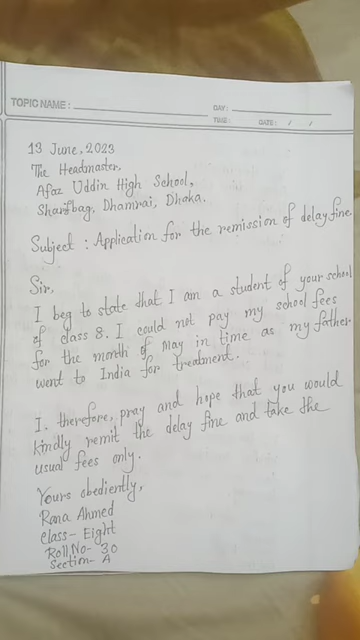 TOPIC NAME :
DAY :
TIME : DATE : / /
13 June, 2023
The Headmaster,
Afaz Uddin High School,
Sharifbag, Dhamrai, Dhaka.
Subject : Application for the remission of delay fine.
Sir,
I beg to state that I am a student of your school
of class 8. I could not pay my school fees
for the month of May in time as my father
went to India for treatment.
I, therefore, pray and hope that you would
kindly remit the delay fine and take the
usual fees only.
Yours obediently,
Rana Ahmed
Class- Eight
Roll No- 30
Section- A